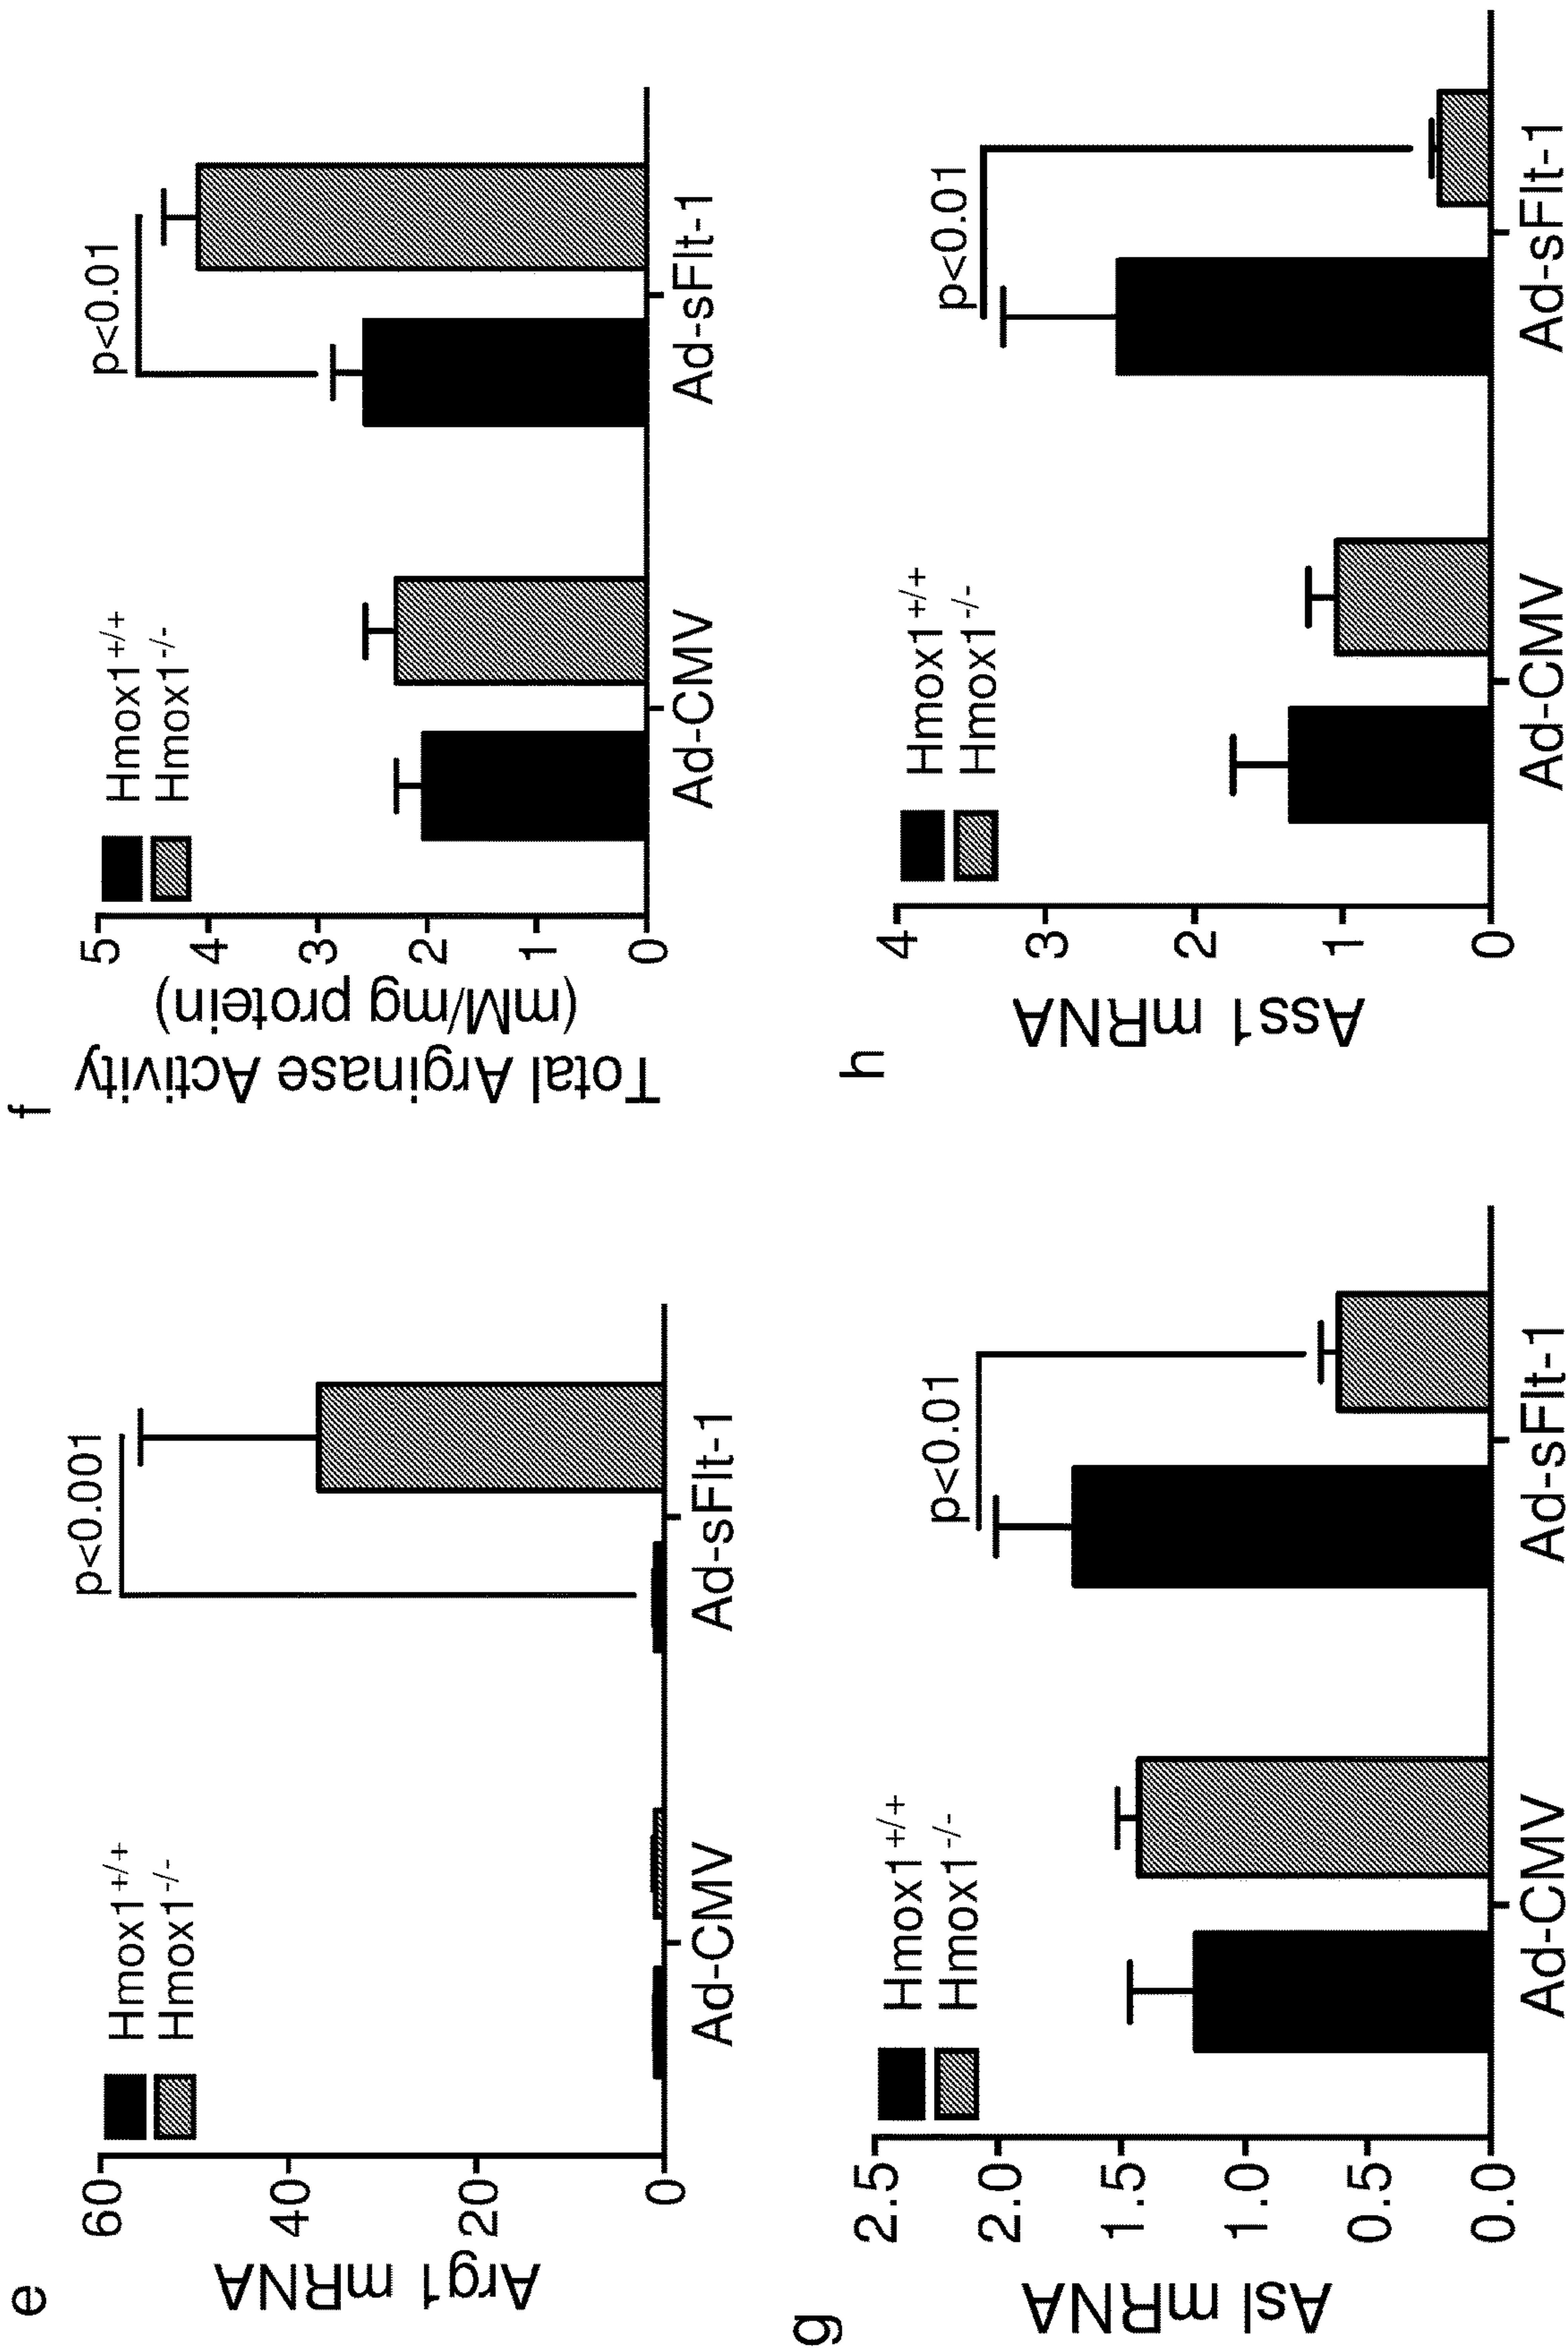 e
Arg1 mRNA
60
40
20
0
Hmox1+/+
Hmox1-/-
p<0.001
Ad-CMV
Ad-sFlt-1
f
Total Arginase Activity
(mM/mg protein)
5
4
3
2
1
0
Hmox1+/+
Hmox1-/-
p<0.01
Ad-CMV
Ad-sFlt-1
g
Asl mRNA
2.5
2.0
1.5
1.0
0.5
0.0
Hmox1+/+
Hmox1-/-
p<0.01
Ad-CMV
Ad-sFlt-1
h
Ass1 mRNA
4
3
2
1
0
Hmox1+/+
Hmox1-/-
p<0.01
Ad-CMV
Ad-sFlt-1